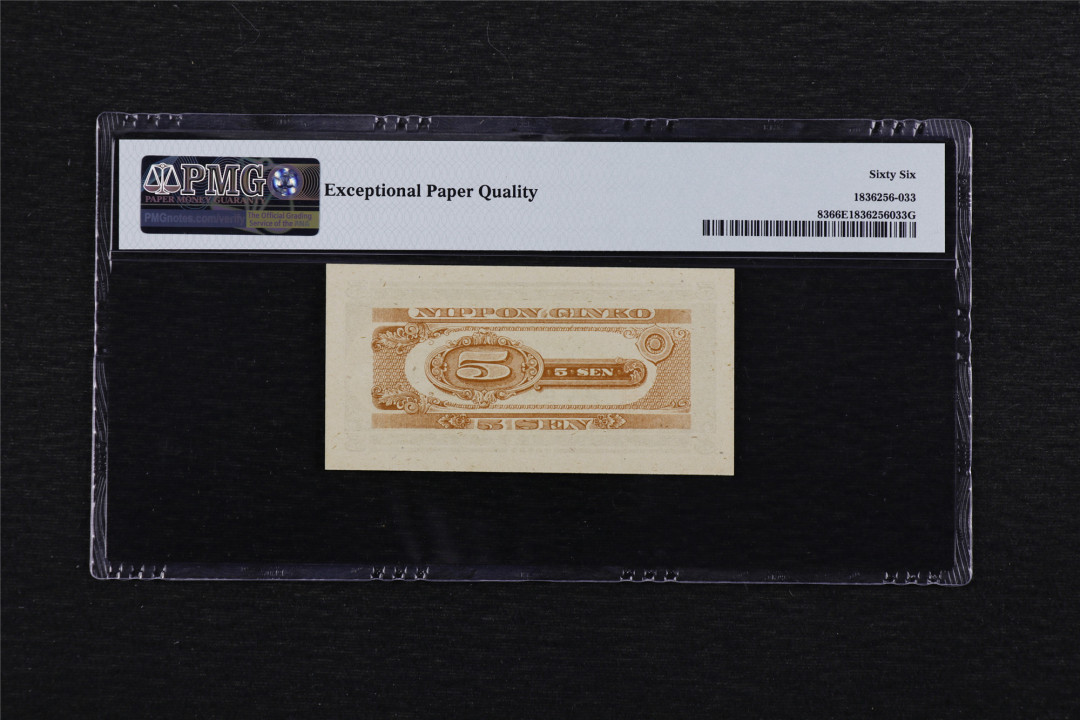 PMG
PAPER MONEY GUARANTY
PMGnotes.com/verify
The Official Grading
Service of the ANA
Exceptional Paper Quality
Sixty Six
1836256-033
8366E1836256033G
NIPPON GINKO
5
5 SEN
5 SEN